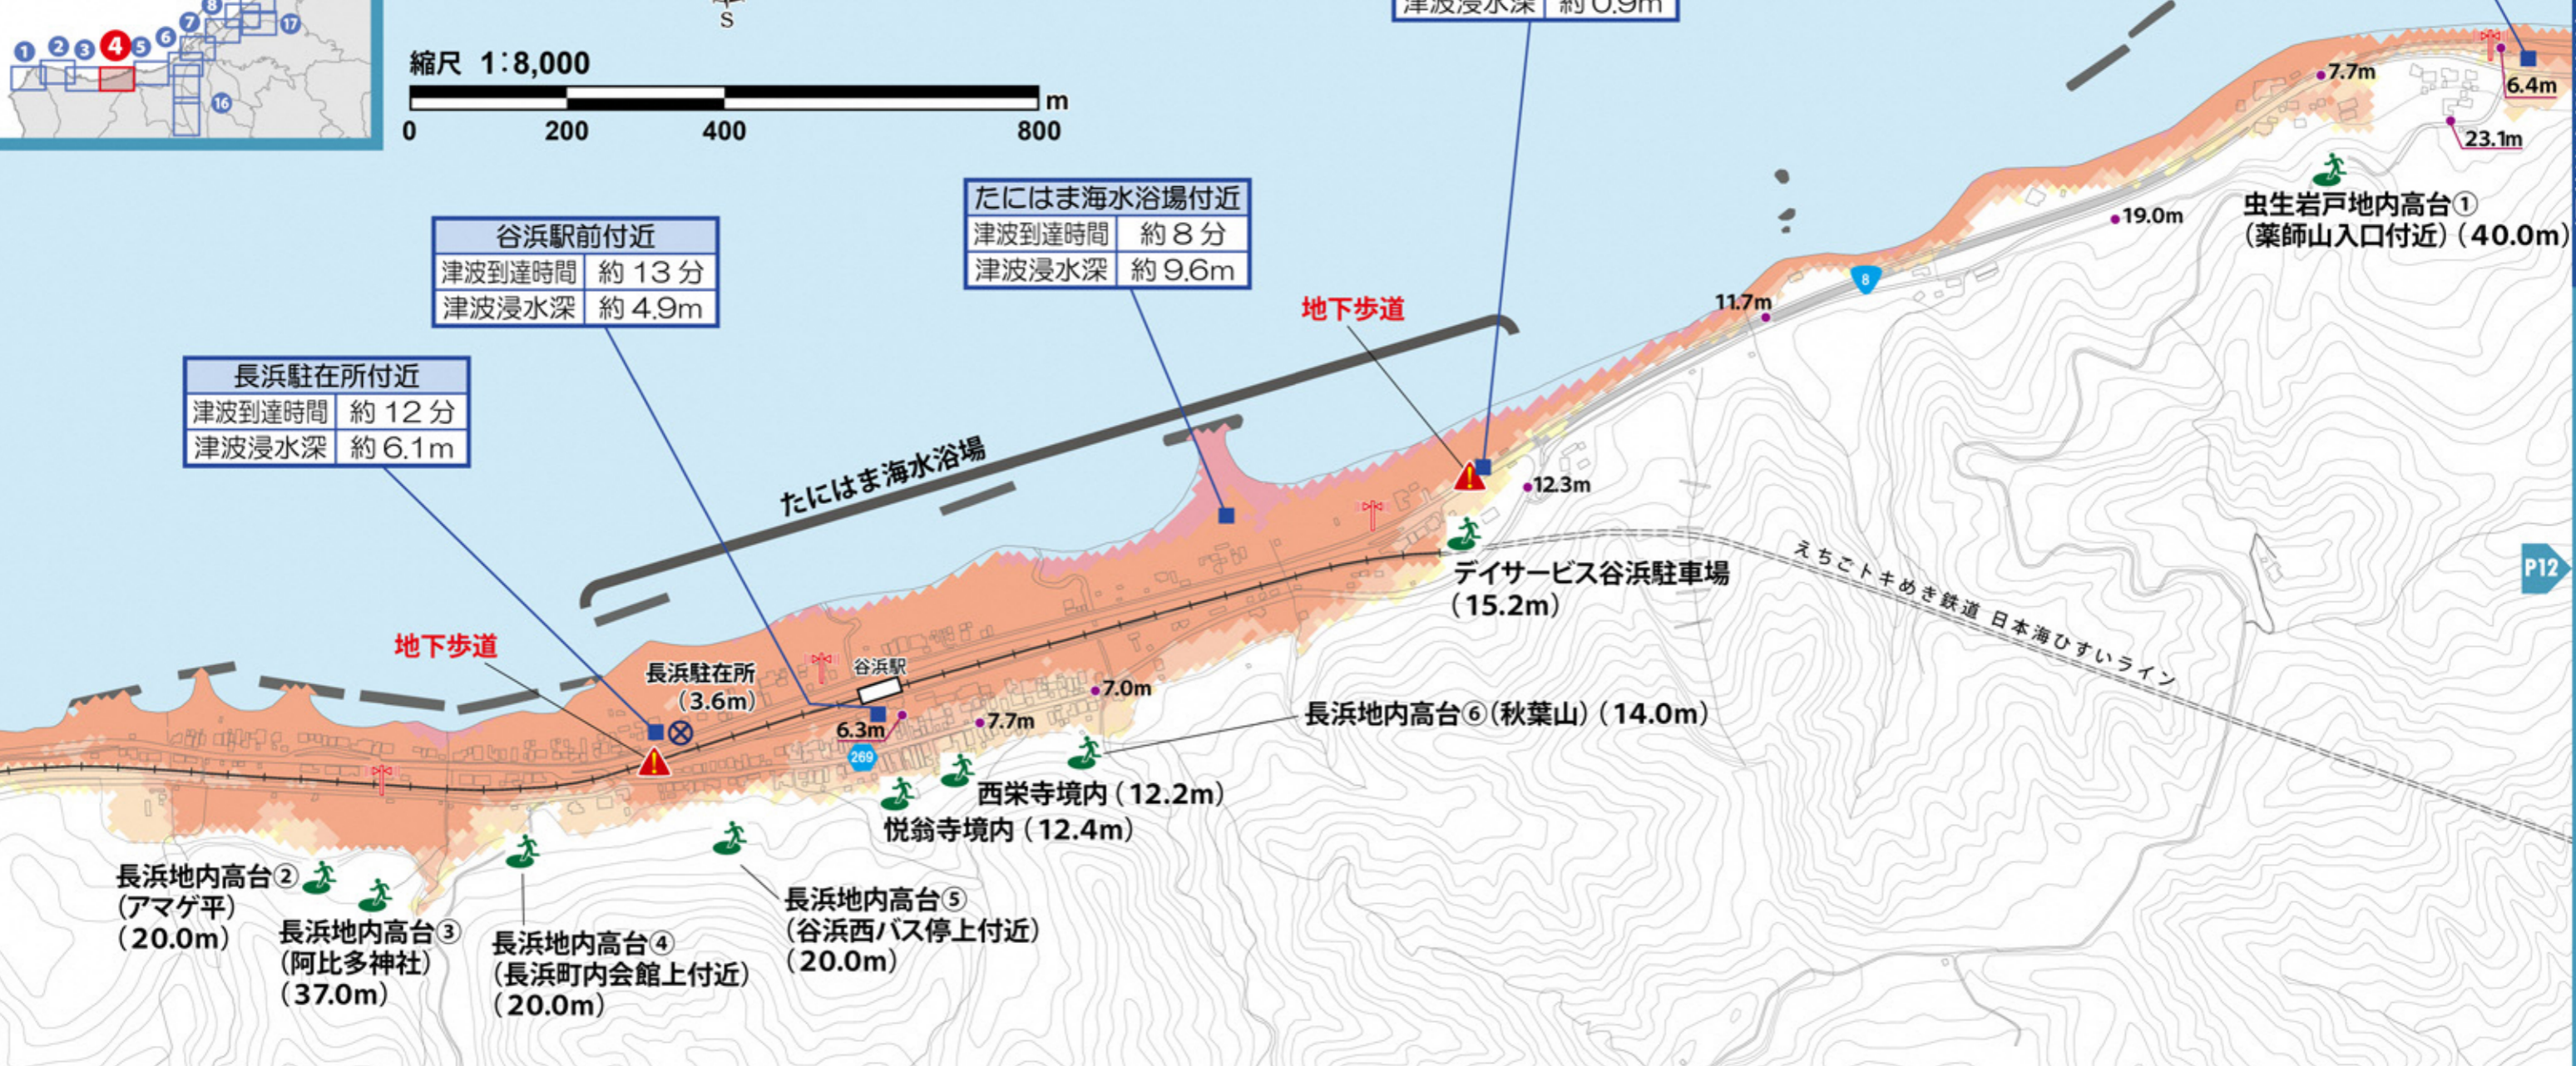 8
7
17
6
1
2
3
4
5
16
S
縮尺 1:8,000
m
0 200 400 800
津波浸水深 約0.9m
7.7m
6.4m
23.1m
虫生岩戸地内高台①
(薬師山入口付近)(40.0m)
19.0m
8
11.7m
たにはま海水浴場付近
津波到達時間 約8分
津波浸水深 約9.6m
谷浜駅前付近
津波到達時間 約13分
津波浸水深 約4.9m
長浜駐在所付近
津波到達時間 約12分
津波浸水深 約6.1m
地下歩道
たにはま海水浴場
12.3m
デイサービス谷浜駐車場
(15.2m)
えちごトキめき鉄道 日本海ひすいライン
P12
地下歩道
長浜駐在所
(3.6m)
谷浜駅
6.3m
269
7.7m
7.0m
長浜地内高台⑥(秋葉山)(14.0m)
西栄寺境内(12.2m)
悦翁寺境内(12.4m)
長浜地内高台②
(アマゲ平)
(20.0m)
長浜地内高台③
(阿比多神社)
(37.0m)
長浜地内高台④
(長浜町内会館上付近)
(20.0m)
長浜地内高台⑤
(谷浜西バス停上付近)
(20.0m)